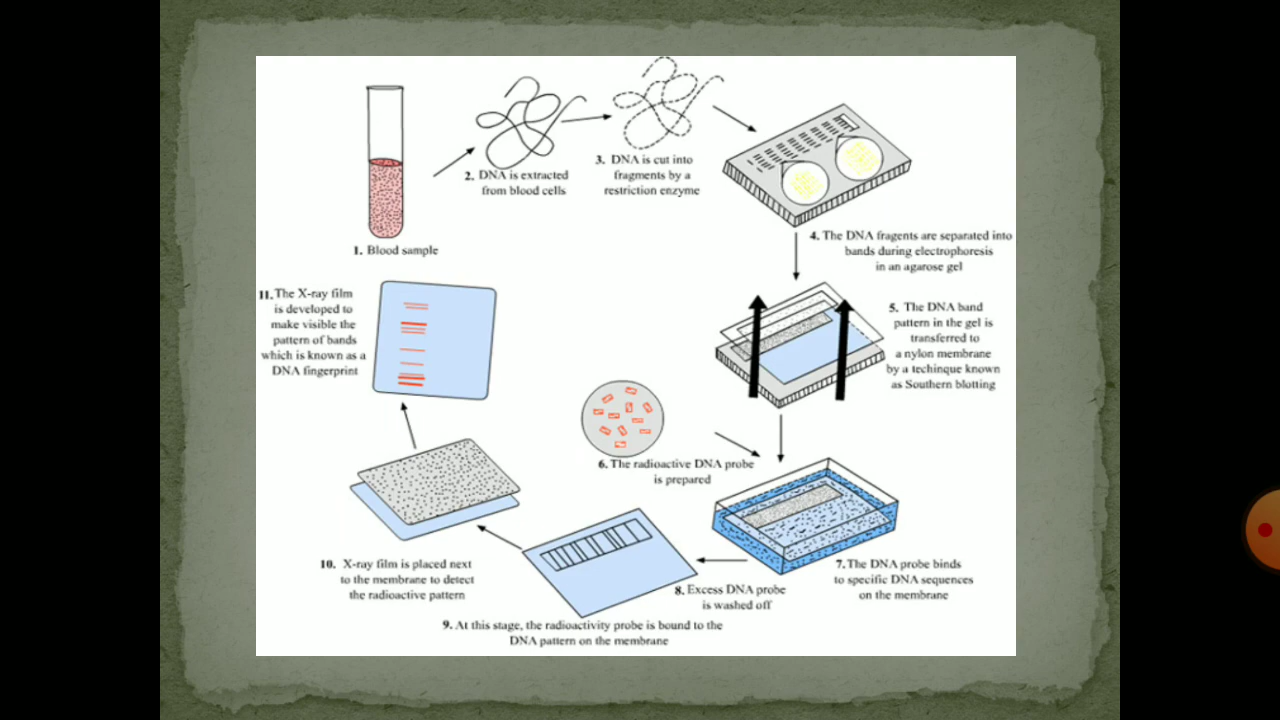 1. Blood sample
2. DNA is extracted
from blood cells
3. DNA is cut into
fragments by a
restriction enzyme
4. The DNA fragents are separated into
bands during electrophoresis
in an agarose gel
5. The DNA band
pattern in the gel is
transferred to
a nylon membrane
by a techinque known
as Southern blotting
6. The radioactive DNA probe
is prepared
7. The DNA probe binds
to specific DNA sequences
on the membrane
8. Excess DNA probe
is washed off
9. At this stage, the radioactivity probe is bound to the
DNA pattern on the membrane
10. X-ray film is placed next
to the membrane to detect
the radioactive pattern
11. The X-ray film
is developed to
make visible the
pattern of bands
which is known as a
DNA fingerprint